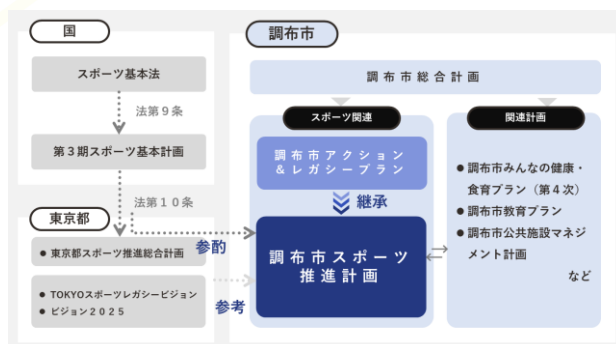 国
スポーツ基本法
法第９条
第３期スポーツ基本計画
法第１０条
東京都
● 東京都スポーツ推進総合計画
● TOKYOスポーツレガシービジョン
● ビジョン２０２５
参酌
参考
調布市
調布市総合計画
スポーツ関連
調布市アクション
＆レガシープラン
継承
調布市スポーツ
推進計画
関連計画
● 調布市みんなの健康・
食育プラン（第４次）
● 調布市教育プラン
● 調布市公共施設マネジ
メント計画
など